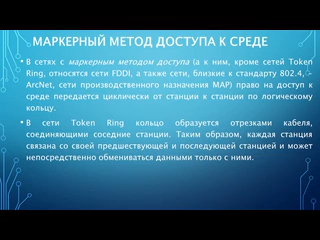 МАРКЕРНЫЙ МЕТОД ДОСТУПА К СРЕДЕ
• В сетях с маркерным методом доступа (а к ним, кроме сетей Token
Ring, относятся сети FDDI, а также сети, близкие к стандарту 802.4, -
ArcNet, сети производственного назначения MAP) право на доступ к
среде передается циклически от станции к станции по логическому
кольцу.
• В сети Token Ring кольцо образуется отрезками кабеля,
соединяющими соседние станции. Таким образом, каждая станция
связана со своей предшествующей и последующей станцией и может
непосредственно обмениваться данными только с ними.